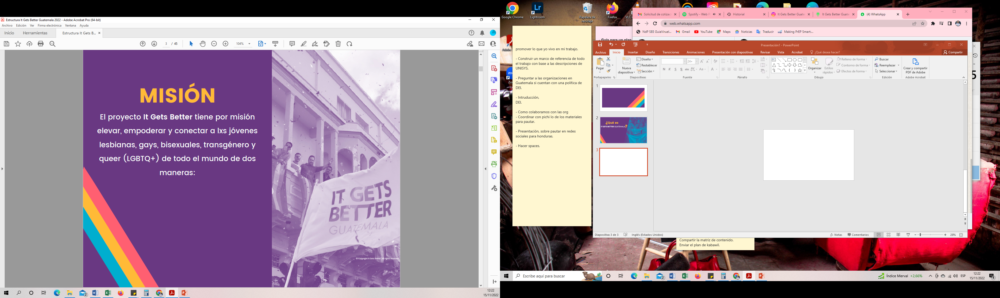 Estructura It Gets Better Guatemala 2022 - Adobe Acrobat Pro (64-bit)
Archivo Edición Ver Firma electrónica Ventana Ayuda
Inicio Herramientas Estructura It Gets B...
3 / 45 104%
MISIÓN
El proyecto It Gets Better tiene por misión
elevar, empoderar y conectar a lxs jóvenes
lesbianas, gays, bisexuales, transgénero y
queer (LGBTQ+) de todo el mundo de dos
maneras:
IT GETS
BETTER
GUATEMALA
© Copyright It Gets Better. All rights reserved
12:22
15/11/2022
Google Chrome
Lightroom
Papelera de
reciclaje
Firefox
VLC
promover lo que yo vivo en mi trabajo.
- Construir un marco de referencia de todo
el trabajo con base a las descripciones de
UNISYS.
- Preguntar a las organizaciones en
Guatemala si cuentan con una política de
DEI.
- Intruducción,
DEI.
- Como colaboramos con las org
- Coordinar con pichi lo de los materiales
para pautar.
- Presentación, sobre pautar en redes
sociales para honduras.
- Hacer spaces.
- Guía para un plan
Solicitud de cotizac Spotify - Web P Historial It Gets Better Guate It Gets Better Guate (4) WhatsApp
web.whatsapp.com
NdP SEE GuiaViruel... Gmail YouTube Maps Noticias Traducir Making PrEP Smart:...
Presentación1 - PowerPoint
Archivo Inicio Insertar Diseño Transiciones Animaciones Presentación con diapositivas Revisar Vista Acrobat ¿Qué desea hacer? Compartir
Pegar
Nueva
diapositiva
Diseño
Restablecer
Sección
24+
N K S S abc AV Aa A
Organizar
Estilos
rápidos
Relleno de forma
Contorno de forma
Efectos de forma
Buscar
Reemplazar
Seleccionar
Crear y compartir
PDF de Adobe
Portapapeles Diapositivas Fuente Párrafo Dibujo Edición Adobe Acrobat
1
2
¿Qué es
IT GETS BETTER GUATEMALA?
3
Diapositiva 3 de 3 Inglés (Estados Unidos) Notas Comentarios 28%
Compartir la matriz de contenido.
Enviar el plan de kabawil.
Escribe aquí para buscar
Índice Merval +2,66% ESP
12:22
15/11/2022